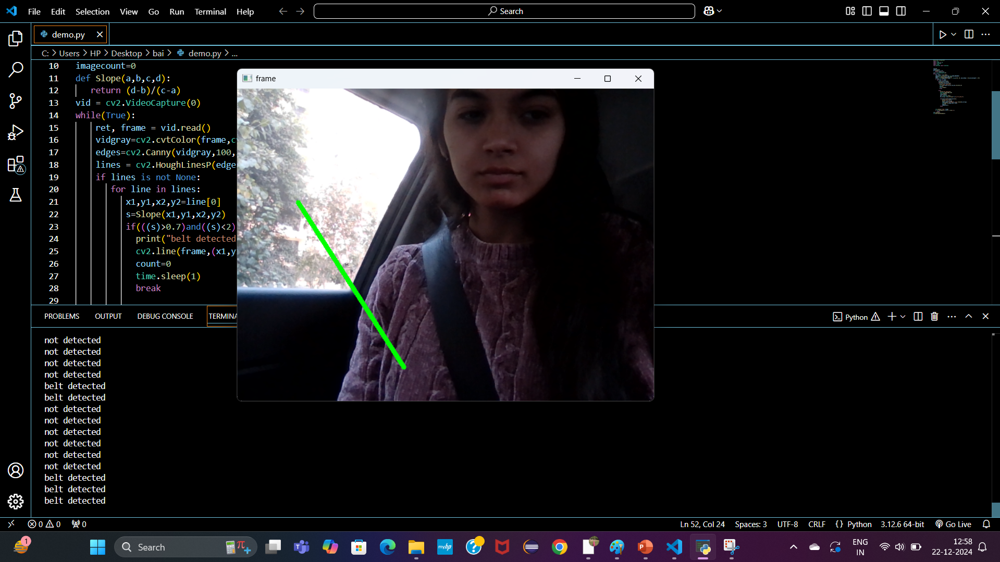 File Edit Selection View Go Run Terminal Help
Search
demo.py
C: > Users > HP > Desktop > bai > demo.py > ...
10 imagecount=0
11 def Slope(a,b,c,d):
12 return (d-b)/(c-a)
13 vid = cv2.VideoCapture(0)
14 while(True):
15 ret, frame = vid.read()
16 vidgray=cv2.cvtColor(frame,c
17 edges=cv2.Canny(vidgray,100,
18 lines = cv2.HoughLinesP(edge
19 if lines is not None:
20 for line in lines:
21 x1,y1,x2,y2=line[0]
22 s=Slope(x1,y1,x2,y2)
23 if(((s)>0.7)and((s)<2)
24 print("belt detected
25 cv2.line(frame,(x1,y
26 count=0
27 time.sleep(1)
28 break
29
frame
PROBLEMS OUTPUT DEBUG CONSOLE TERMINA
Python
not detected
not detected
not detected
not detected
belt detected
belt detected
not detected
not detected
not detected
not detected
not detected
not detected
belt detected
belt detected
belt detected
0 0 0
Ln 52, Col 24 Spaces: 3 UTF-8 CRLF {} Python 3.12.6 64-bit Go Live
1
Search
myhp
ENG
IN
12:58
22-12-2024